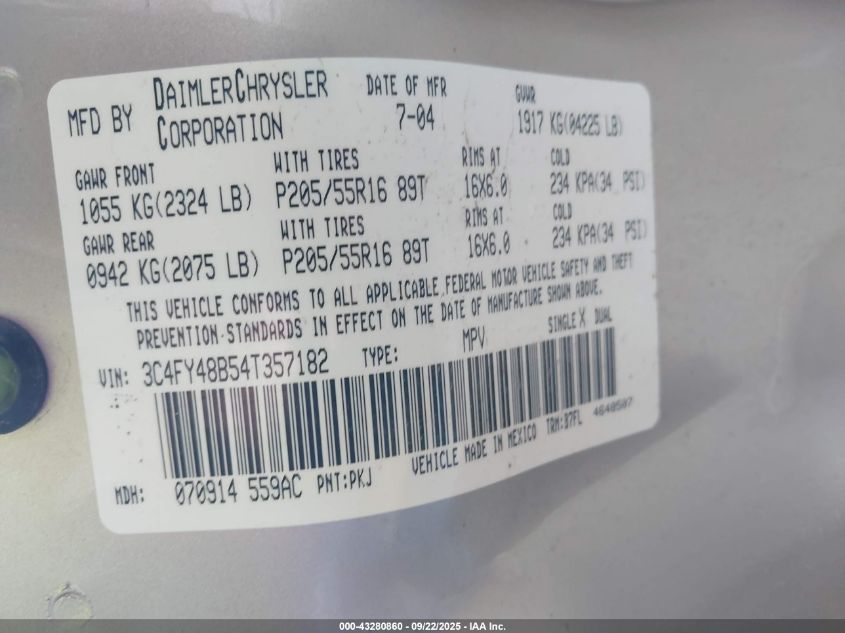 MFD BY DAIMLERCHRYSLER CORPORATION DATE OF MFR 7-04 GVWR 1917 KG(04225 LB)
GAWR FRONT WITH TIRES RIMS AT COLD
1055 KG(2324 LB) P205/55R16 89T 16X6.0 234 KPA(34 PSI)
GAWR REAR WITH TIRES RIMS AT COLD
0942 KG(2075 LB) P205/55R16 89T 16X6.0 234 KPA(34 PSI)
THIS VEHICLE CONFORMS TO ALL APPLICABLE FEDERAL MOTOR VEHICLE SAFETY AND THEFT
PREVENTION STANDARDS IN EFFECT ON THE DATE OF MANUFACTURE SHOWN ABOVE.
VIN: 3C4FY48B54T357182 TYPE: MPV SINGLE X DUAL
MDH: 070914 559AC PNT:PKJ VEHICLE MADE IN MEXICO TRM:B7FL 4648507
000-43280860 - 09/22/2025 - IAA Inc.